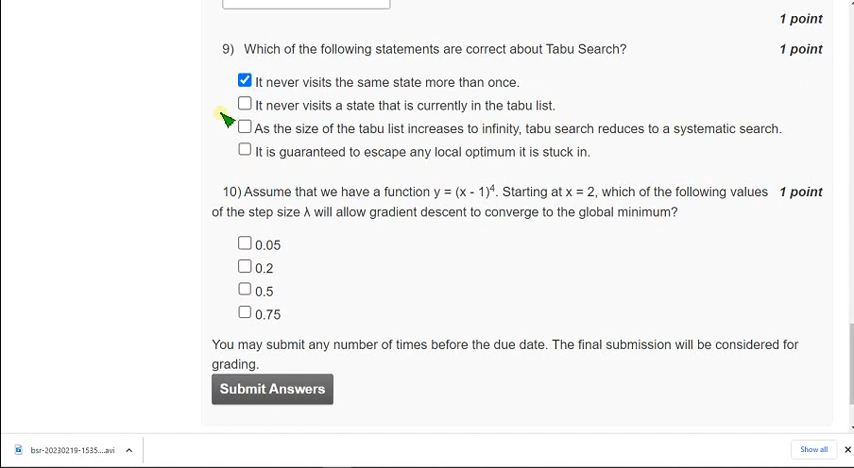 1 point
9) Which of the following statements are correct about Tabu Search? 1 point
It never visits the same state more than once.
It never visits a state that is currently in the tabu list.
As the size of the tabu list increases to infinity, tabu search reduces to a systematic search.
It is guaranteed to escape any local optimum it is stuck in.
10) Assume that we have a function y = (x - 1)⁴. Starting at x = 2, which of the following values 1 point
of the step size λ will allow gradient descent to converge to the global minimum?
0.05
0.2
0.5
0.75
You may submit any number of times before the due date. The final submission will be considered for
grading.
Submit Answers
bsr-20230219-1535....avi
Show all